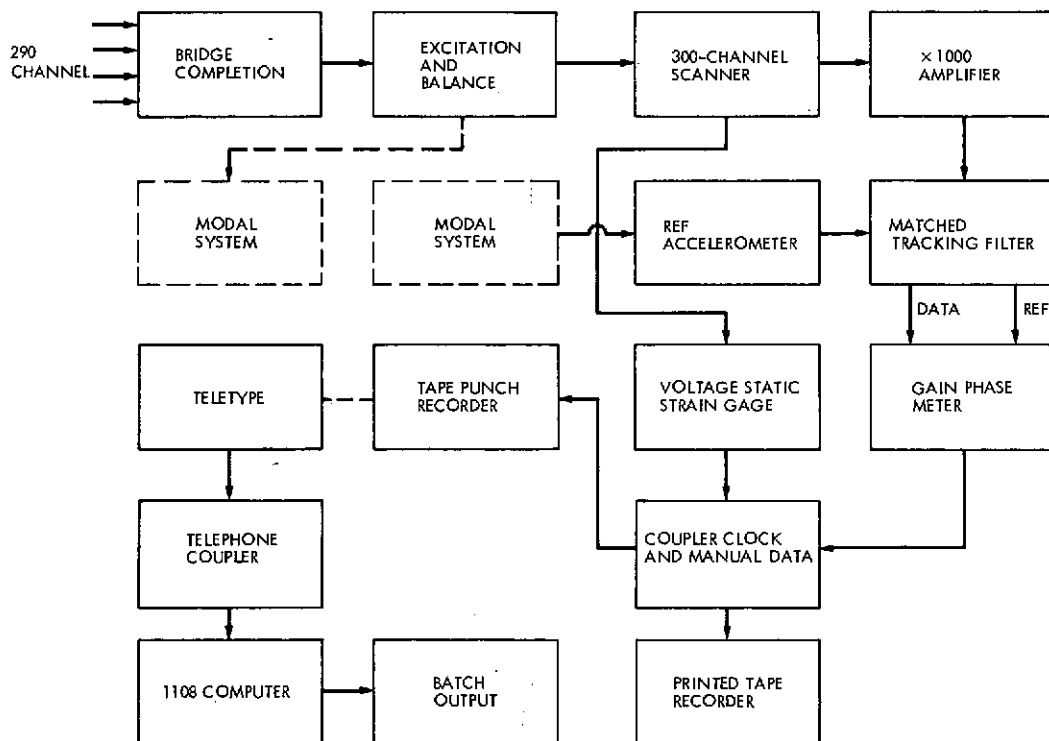 290
CHANNEL
BRIDGE
COMPLETION
EXCITATION
AND
BALANCE
300-CHANNEL
SCANNER
×1000
AMPLIFIER
MODAL
SYSTEM
MODAL
SYSTEM
REF
ACCELEROMETER
MATCHED
TRACKING FILTER
DATA
REF
TELETYPE
TAPE PUNCH
RECORDER
VOLTAGE STATIC
STRAIN GAGE
GAIN PHASE
METER
TELEPHONE
COUPLER
COUPLER CLOCK
AND MANUAL DATA
1108 COMPUTER
BATCH
OUTPUT
PRINTED TAPE
RECORDER